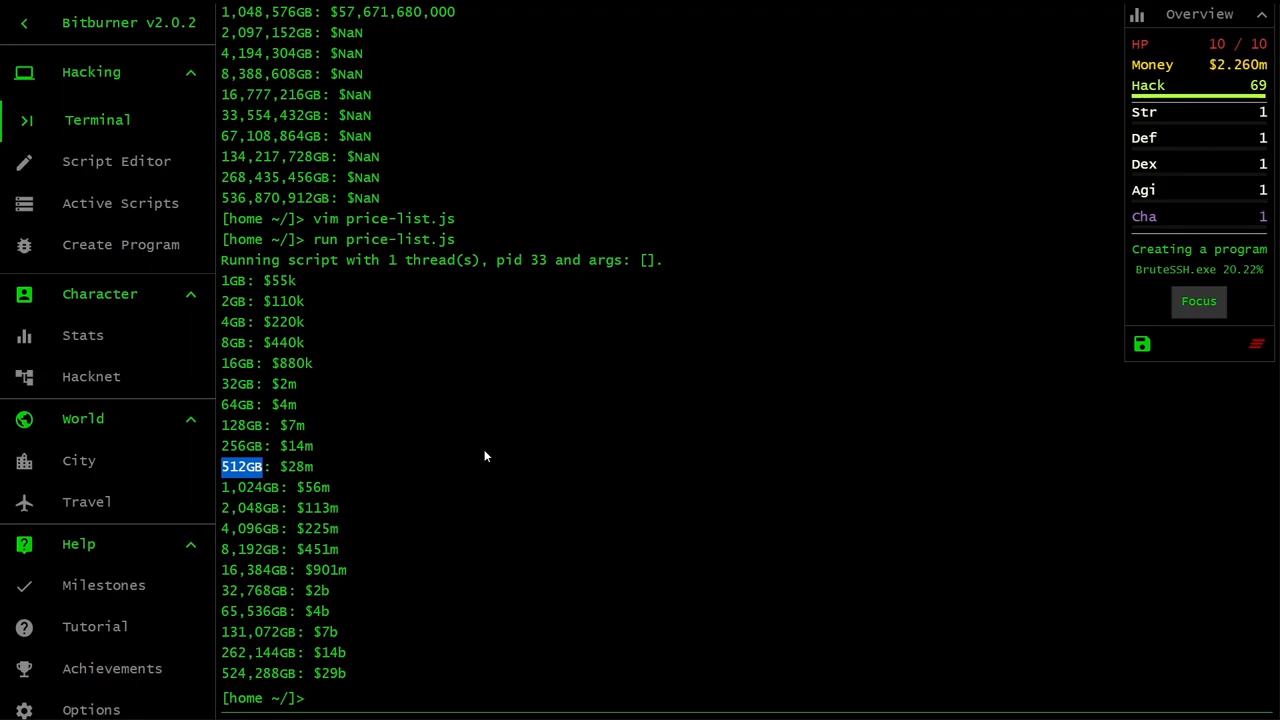 Bitburner v2.0.2
Hacking
Terminal
Script Editor
Active Scripts
Create Program
Character
Stats
Hacknet
World
City
Travel
Help
Milestones
Tutorial
Achievements
Options
1,048,576GB: $57,671,680,000
2,097,152GB: $NaN
4,194,304GB: $NaN
8,388,608GB: $NaN
16,777,216GB: $NaN
33,554,432GB: $NaN
67,108,864GB: $NaN
134,217,728GB: $NaN
268,435,456GB: $NaN
536,870,912GB: $NaN
[home ~/]> vim price-list.js
[home ~/]> run price-list.js
Running script with 1 thread(s), pid 33 and args: [].
1GB: $55k
2GB: $110k
4GB: $220k
8GB: $440k
16GB: $880k
32GB: $2m
64GB: $4m
128GB: $7m
256GB: $14m
512GB: $28m
1,024GB: $56m
2,048GB: $113m
4,096GB: $225m
8,192GB: $451m
16,384GB: $901m
32,768GB: $2b
65,536GB: $4b
131,072GB: $7b
262,144GB: $14b
524,288GB: $29b
[home ~/]>
Overview
HP 10 / 10
Money $2.260m
Hack 69
Str 1
Def 1
Dex 1
Agi 1
Cha 1
Creating a program
BruteSSH.exe 20.22%
Focus